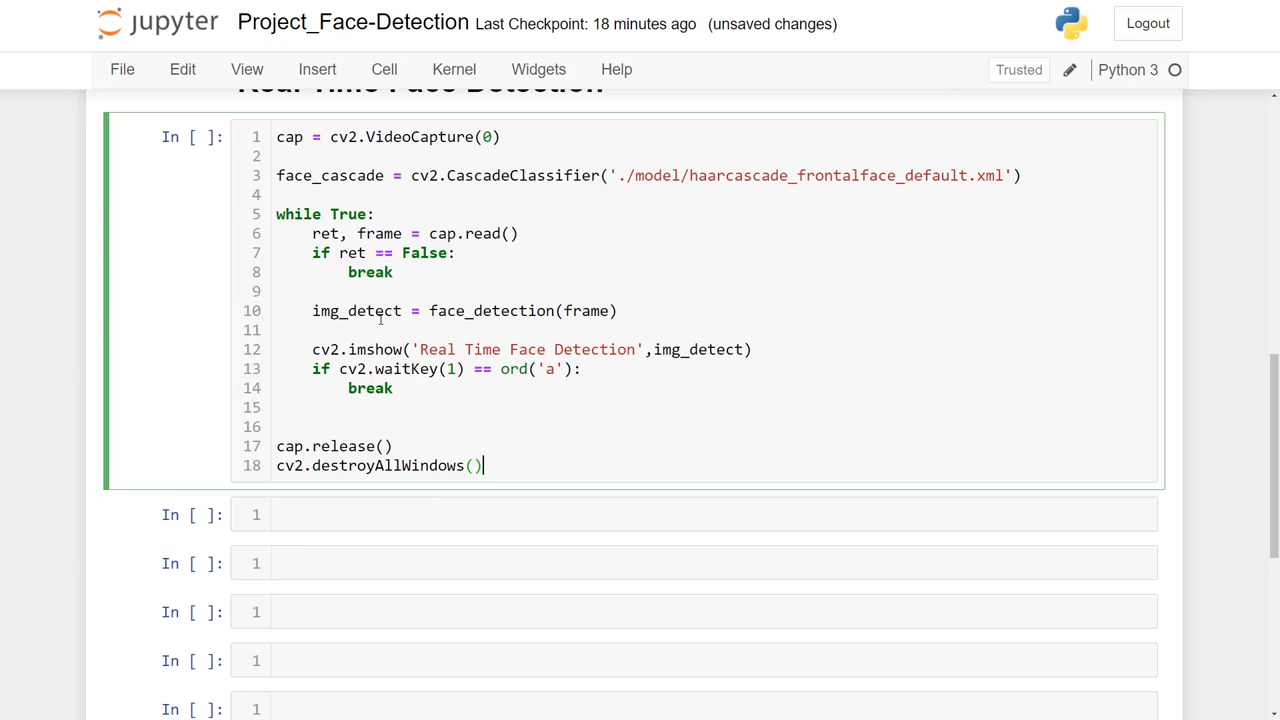 jupyter Project_Face-Detection Last Checkpoint: 18 minutes ago (unsaved changes) Logout
File Edit View Insert Cell Kernel Widgets Help Trusted Python 3
Real Time Face Detection
In [ ]: 1 cap = cv2.VideoCapture(0)
2
3 face_cascade = cv2.CascadeClassifier('./model/haarcascade_frontalface_default.xml')
4
5 while True:
6 ret, frame = cap.read()
7 if ret == False:
8 break
9
10 img_detect = face_detection(frame)
11
12 cv2.imshow('Real Time Face Detection',img_detect)
13 if cv2.waitKey(1) == ord('a'):
14 break
15
16
17 cap.release()
18 cv2.destroyAllWindows()
In [ ]: 1
In [ ]: 1
In [ ]: 1
In [ ]: 1
In [ ]: 1